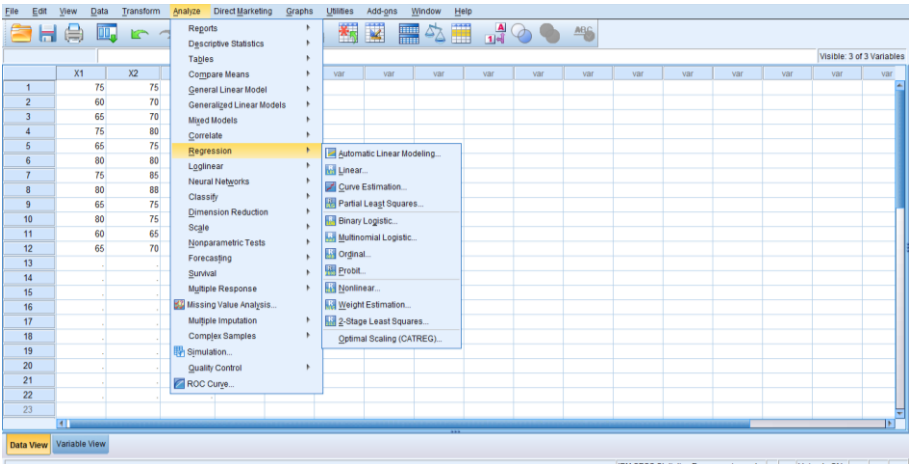 File Edit View Data Transform Analyze Direct Marketing Graphs Utilities Add-ons Window Help
Visible: 3 of 3 Variables
X1 X2 var var var var var var var var var var
Reports
Descriptive Statistics
Tables
Compare Means
General Linear Model
Generalized Linear Models
Mixed Models
Correlate
Regression
Loglinear
Neural Networks
Classify
Dimension Reduction
Scale
Nonparametric Tests
Forecasting
Survival
Multiple Response
Missing Value Analysis...
Multiple Imputation
Complex Samples
Simulation...
Quality Control
ROC Curve...
Automatic Linear Modeling...
Linear...
Curve Estimation...
Partial Least Squares...
Binary Logistic...
Multinomial Logistic...
Ordinal...
Probit...
Nonlinear...
Weight Estimation...
2-Stage Least Squares...
Optimal Scaling (CATREG)...
1 75 75
2 60 70
3 65 70
4 75 80
5 65 75
6 80 80
7 75 85
8 80 88
9 65 75
10 80 75
11 60 65
12 65 70
13 . .
14 . .
15 . .
16 . .
17 . .
18 . .
19 . .
20 . .
21 . .
22 . . .
23
Data View Variable View